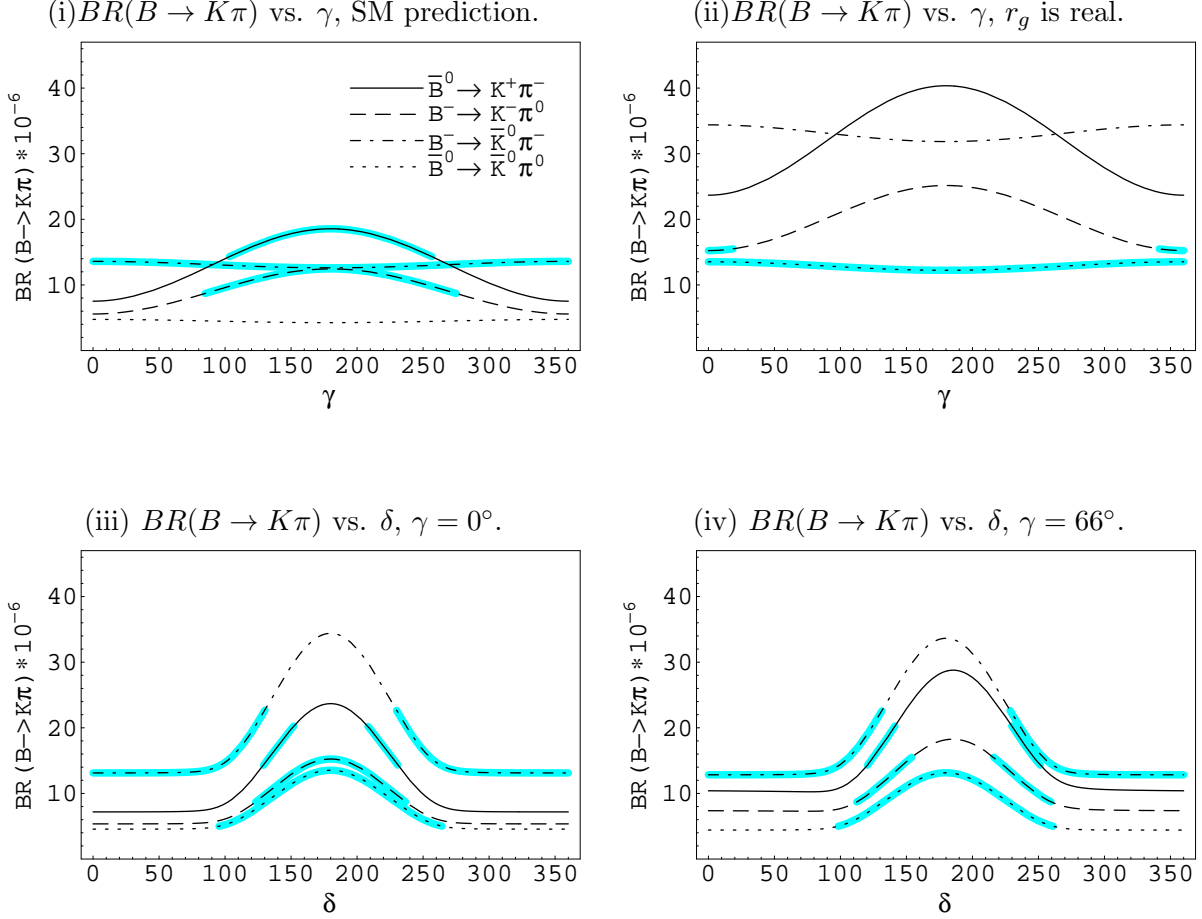 (i)BR(B → Kπ) vs. γ, SM prediction.
BR(B—>Kπ)*10⁻⁶
40
30
20
10
B̅⁰→ K⁺π⁻
B⁻→ K⁻π⁰
B⁻→ K̅⁰π⁻
B̅⁰→ K̅⁰π⁰
0 50 100 150 200 250 300 350
γ
(ii)BR(B → Kπ) vs. γ, r_g is real.
BR(B—>Kπ)*10⁻⁶
40
30
20
10
0 50 100 150 200 250 300 350
γ
(iii) BR(B → Kπ) vs. δ, γ = 0°.
BR(B—>Kπ)*10⁻⁶
40
30
20
10
0 50 100 150 200 250 300 350
δ
(iv) BR(B → Kπ) vs. δ, γ = 66°.
BR(B—>Kπ)*10⁻⁶
40
30
20
10
0 50 100 150 200 250 300 350
δ